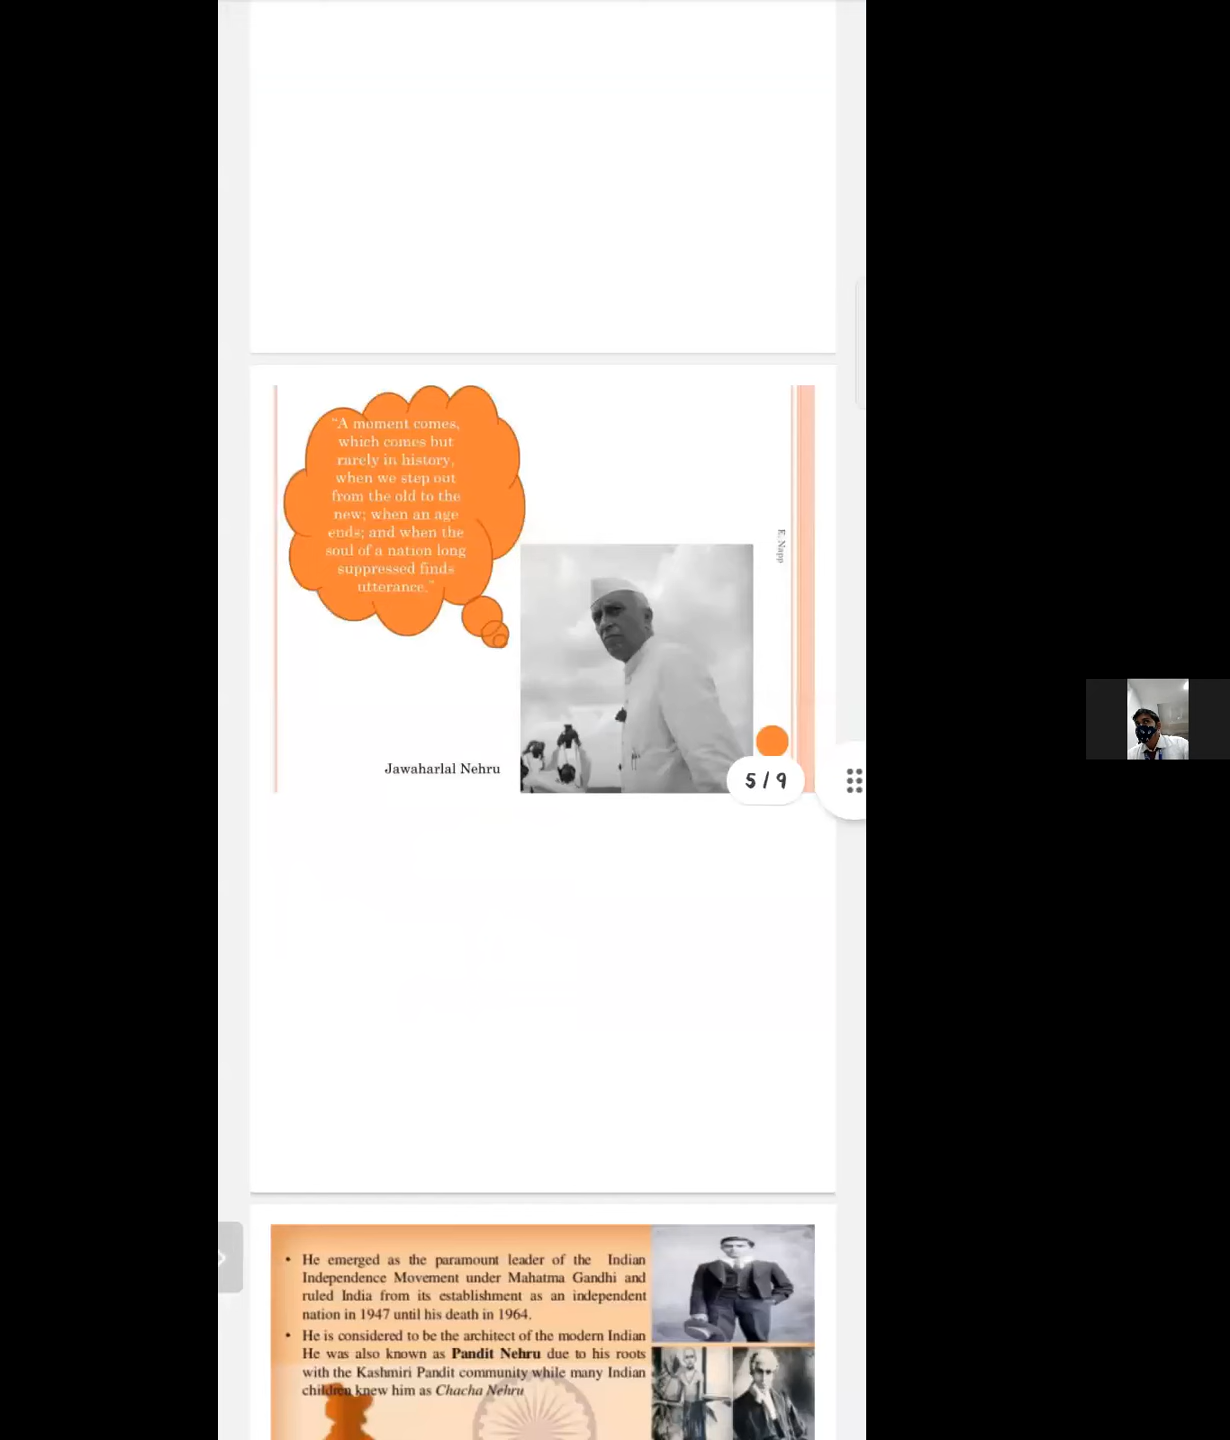 “A moment comes,
which comes but
rarely in history,
when we step out
from the old to the
new; when an age
ends; and when the
soul of a nation long
suppressed finds
utterance.”
E. Napp
Jawaharlal Nehru
5 / 9
• He emerged as the paramount leader of the Indian
Independence Movement under Mahatma Gandhi and
ruled India from its establishment as an independent
nation in 1947 until his death in 1964.
• He is considered to be the architect of the modern Indian
He was also known as Pandit Nehru due to his roots
with the Kashmiri Pandit community while many Indian
children knew him as Chacha Nehru